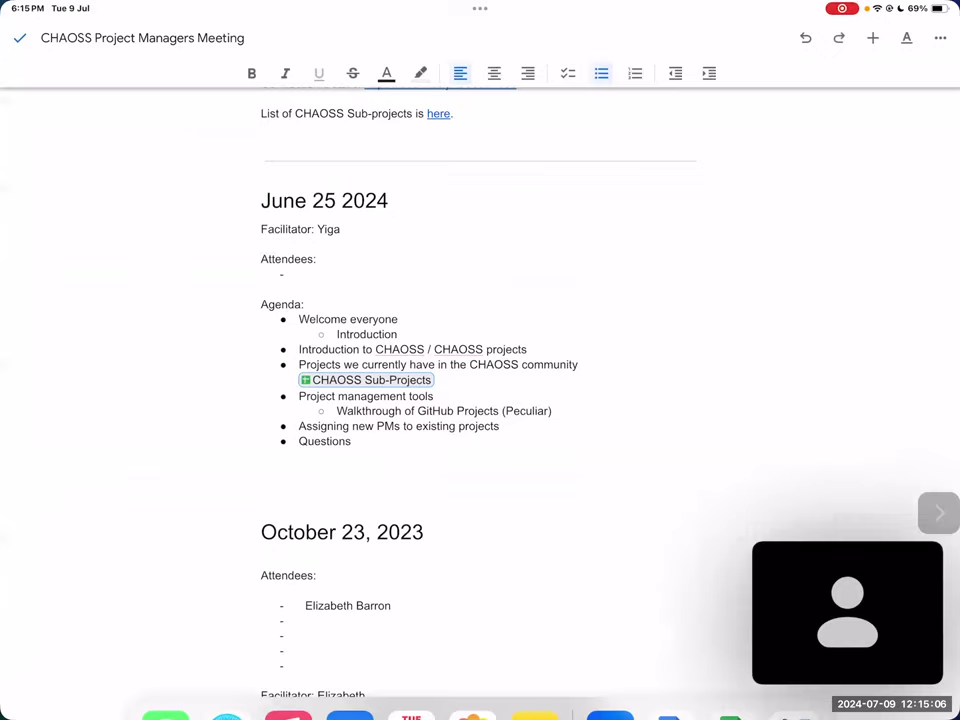 6:15 PM Tue 9 Jul
69%
CHAOSS Project Managers Meeting
B I U S A
List of CHAOSS Sub-projects is here.
June 25 2024
Facilitator: Yiga
Attendees:
-
Agenda:
● Welcome everyone
○ Introduction
● Introduction to CHAOSS / CHAOSS projects
● Projects we currently have in the CHAOSS community
CHAOSS Sub-Projects
● Project management tools
○ Walkthrough of GitHub Projects (Peculiar)
● Assigning new PMs to existing projects
● Questions
October 23, 2023
Attendees:
- Elizabeth Barron
-
-
-
-
Facilitator: Elizabeth
TUE
2024-07-09 12:15:06